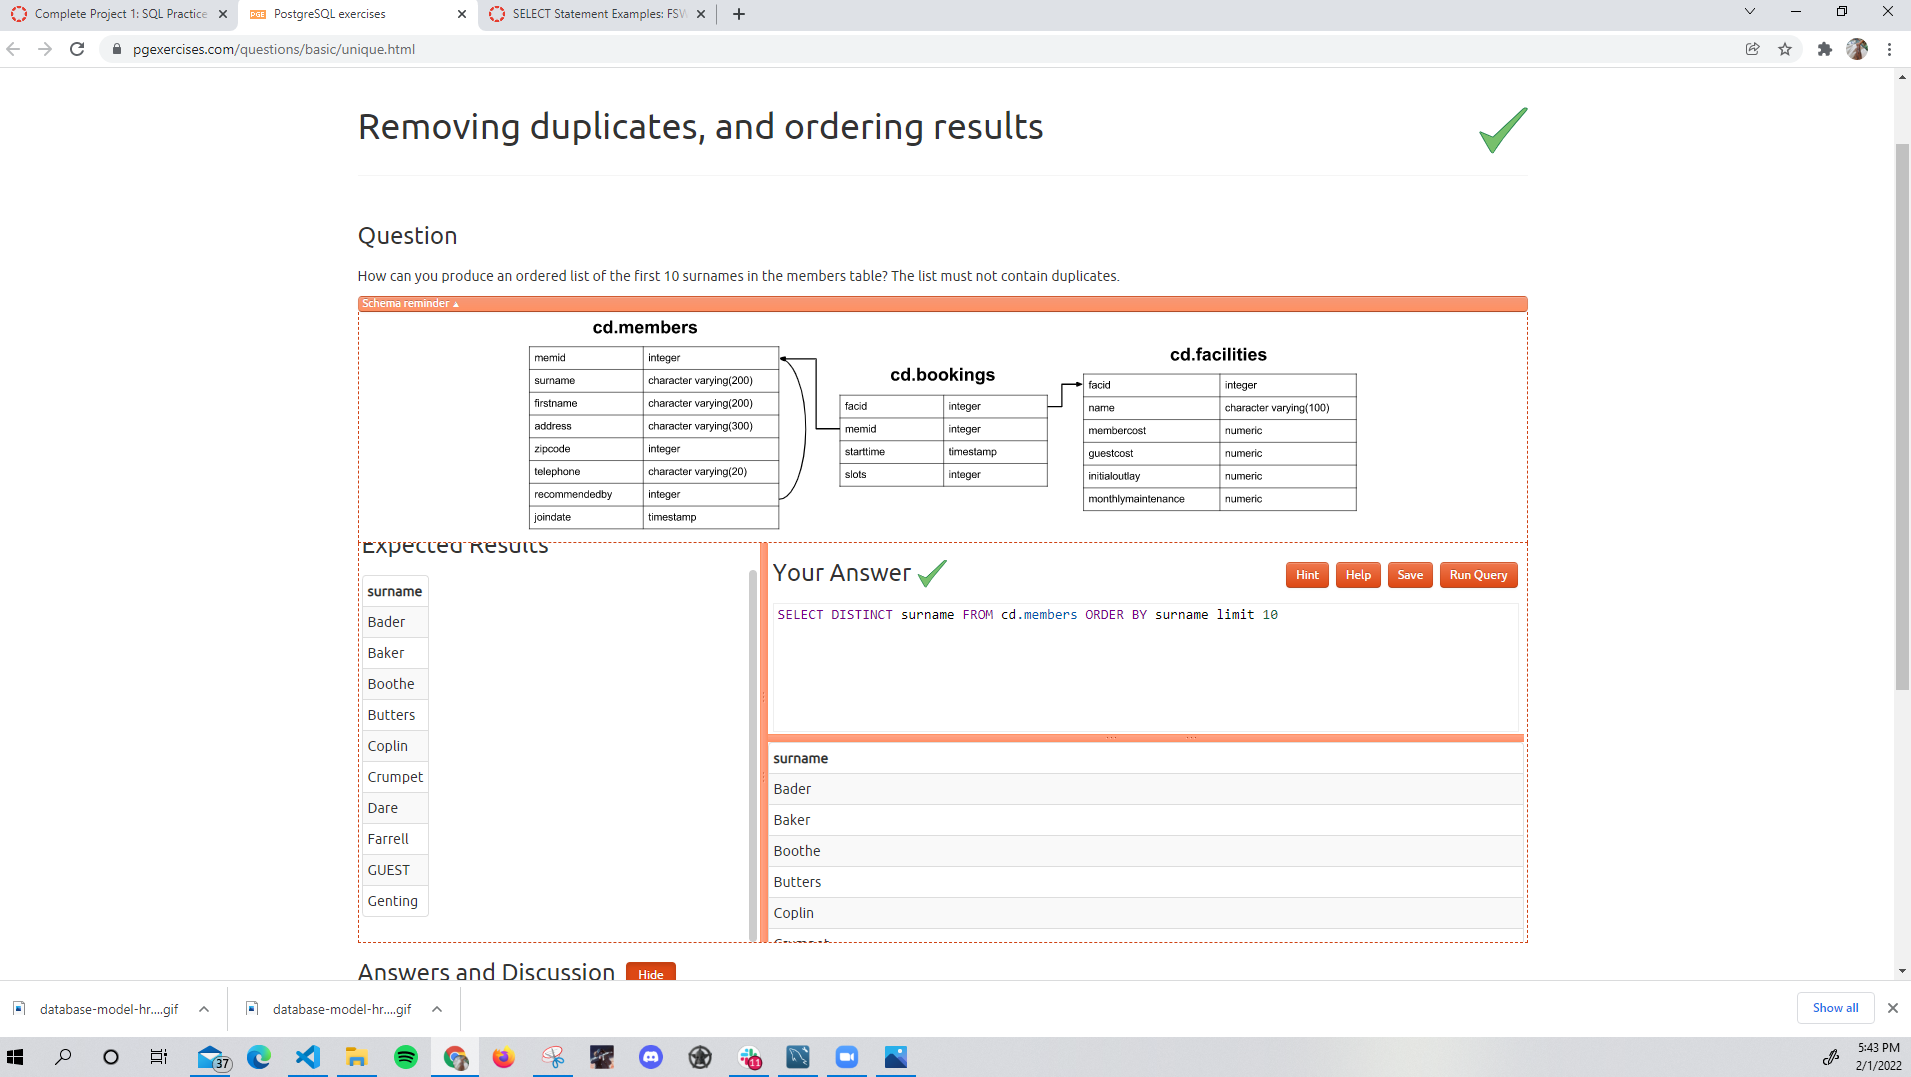 Complete Project 1: SQL Practice
PostgreSQL exercises
SELECT Statement Examples: FSW
pgexercises.com/questions/basic/unique.html
Removing duplicates, and ordering results
Question
How can you produce an ordered list of the first 10 surnames in the members table? The list must not contain duplicates.
Schema reminder
cd.members
memid integer
surname character varying(200)
firstname character varying(200)
address character varying(300)
zipcode integer
telephone character varying(20)
recommendedby integer
joindate timestamp
cd.bookings
facid integer
memid integer
starttime timestamp
slots integer
cd.facilities
facid integer
name character varying(100)
membercost numeric
guestcost numeric
initialoutlay numeric
monthlymaintenance numeric
Expected Results
surname
Bader
Baker
Boothe
Butters
Coplin
Crumpet
Dare
Farrell
GUEST
Genting
Your Answer
Hint Help Save Run Query
SELECT DISTINCT surname FROM cd.members ORDER BY surname limit 10
surname
Bader
Baker
Boothe
Butters
Coplin
Crumpet
Answers and Discussion Hide
database-model-hr....gif
database-model-hr....gif
Show all
37
11
5:43 PM
2/1/2022